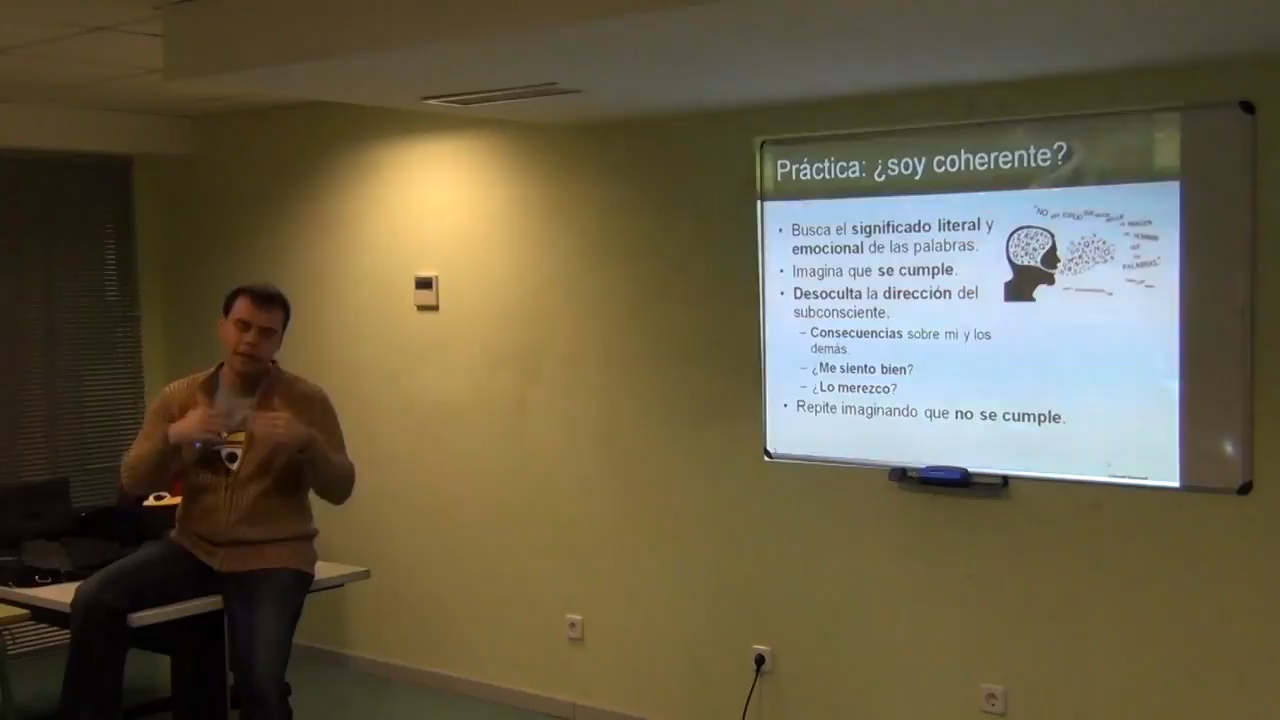 Práctica: ¿soy coherente?
• Busca el significado literal y
emocional de las palabras.
• Imagina que se cumple.
• Desoculta la dirección del
subconsciente.
– Consecuencias sobre mi y los
demás.
– ¿Me siento bien?
– ¿Lo merezco?
• Repite imaginando que no se cumple.
"NO
PALABRAS"